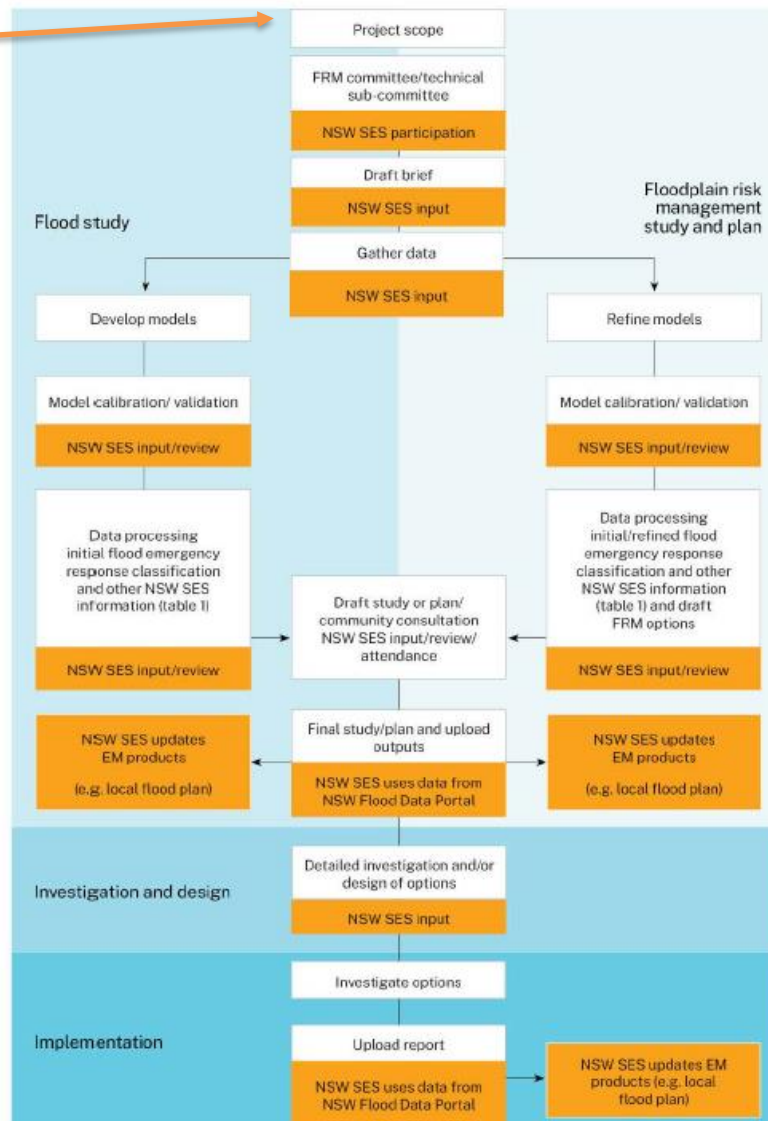 Project scope
FRM committee/technical
sub-committee
NSW SES participation
Draft brief
NSW SES input
Flood study
Floodplain risk
management
study and plan
Gather data
NSW SES input
Develop models
Refine models
Model calibration/ validation
NSW SES input/review
Model calibration/ validation
NSW SES input/review
Data processing
initial flood emergency
response classification
and other NSW SES
information (table 1)
NSW SES input/review
Draft study or plan/
community consultation
NSW SES input/review/
attendance
Data processing
initial/refined flood
emergency response
classification and other
NSW SES information
(table 1) and draft
FRM options
NSW SES input/review
NSW SES updates
EM products
(e.g. local flood plan)
Final study/plan and upload
outputs
NSW SES uses data from
NSW Flood Data Portal
NSW SES updates
EM products
(e.g. local flood plan)
Investigation and design
Detailed investigation and/or
design of options
NSW SES input
Implementation
Investigate options
Upload report
NSW SES uses data from
NSW Flood Data Portal
NSW SES updates EM
products (e.g. local
flood plan)